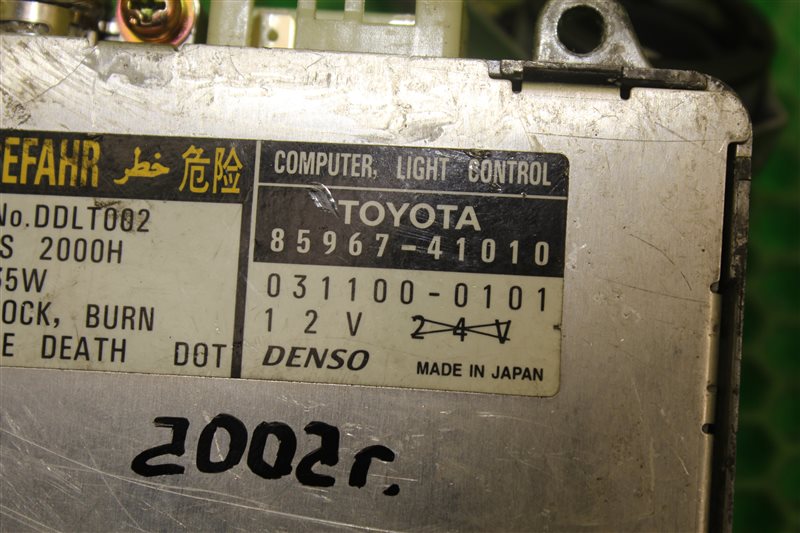 EFAHR خطر 危险
No.DDLT002
S 2000H
35W
OCK, BURN
E DEATH DOT
COMPUTER, LIGHT CONTROL
TOYOTA
85967-41010
031100-0101
12V 24V
DENSO MADE IN JAPAN
2002г.